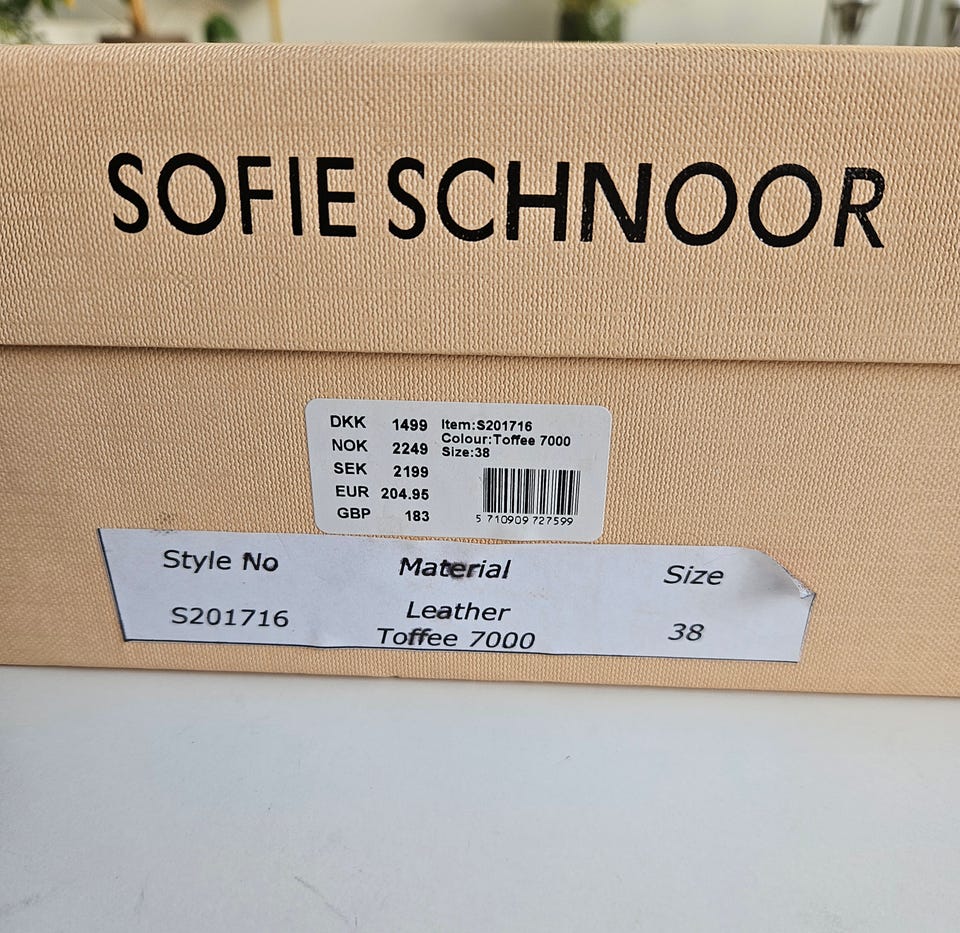 SOFIE SCHNOOR
DKK 1499
NOK 2249
SEK 2199
EUR 204.95
GBP 183
Item:S201716
Colour:Toffee 7000
Size:38
5 710909 727599
Style No Material Size
S201716 Leather 38
Toffee 7000